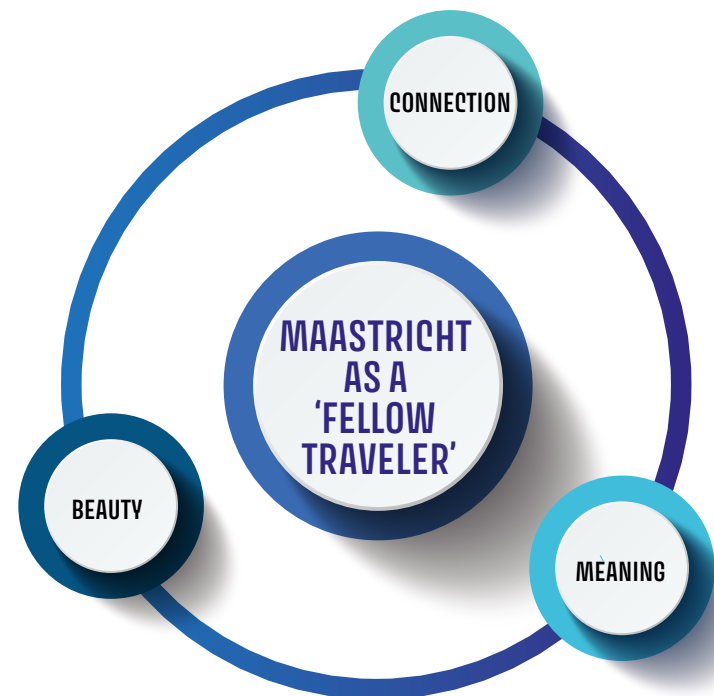 CONNECTION
MAASTRICHT
AS A
‘FELLOW
TRAVELER’
BEAUTY
MEANING